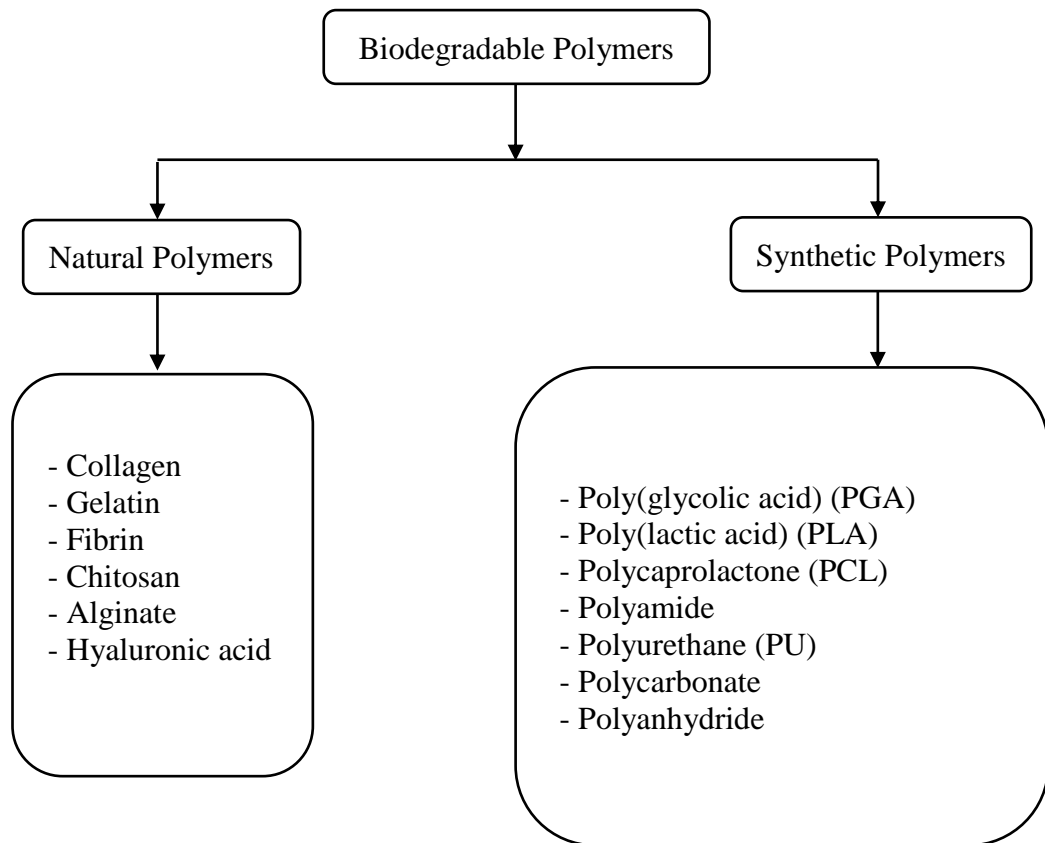 Biodegradable Polymers
Natural Polymers
Synthetic Polymers
- Collagen
- Gelatin
- Fibrin
- Chitosan
- Alginate
- Hyaluronic acid
- Poly(glycolic acid) (PGA)
- Poly(lactic acid) (PLA)
- Polycaprolactone (PCL)
- Polyamide
- Polyurethane (PU)
- Polycarbonate
- Polyanhydride